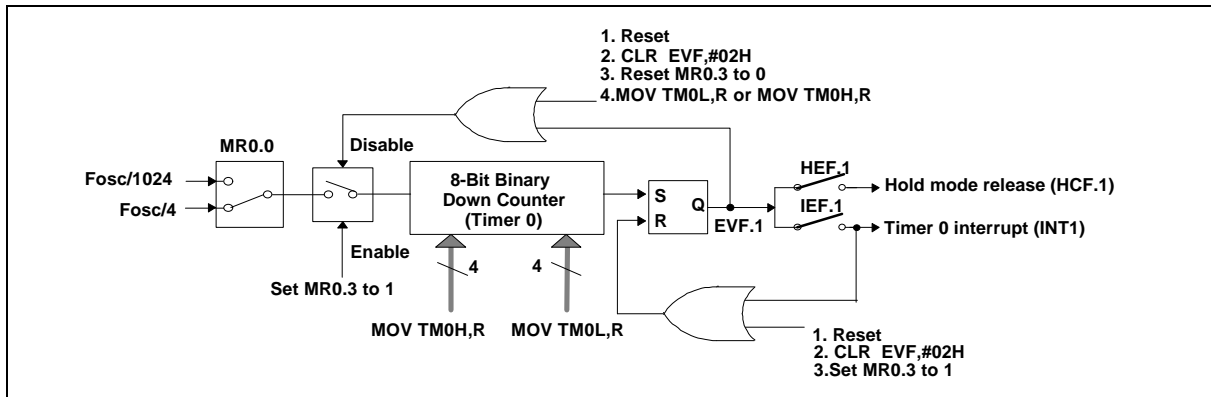 1. Reset
2. CLR EVF,#02H
3. Reset MR0.3 to 0
4.MOV TM0L,R or MOV TM0H,R
Disable
MR0.0
Fosc/1024
Fosc/4
8-Bit Binary
Down Counter
(Timer 0)
S
Q
R
EVF.1
HEF.1
Hold mode release (HCF.1)
IEF.1
Timer 0 interrupt (INT1)
Enable
Set MR0.3 to 1
4
4
MOV TM0H,R
MOV TM0L,R
1. Reset
2. CLR EVF,#02H
3.Set MR0.3 to 1